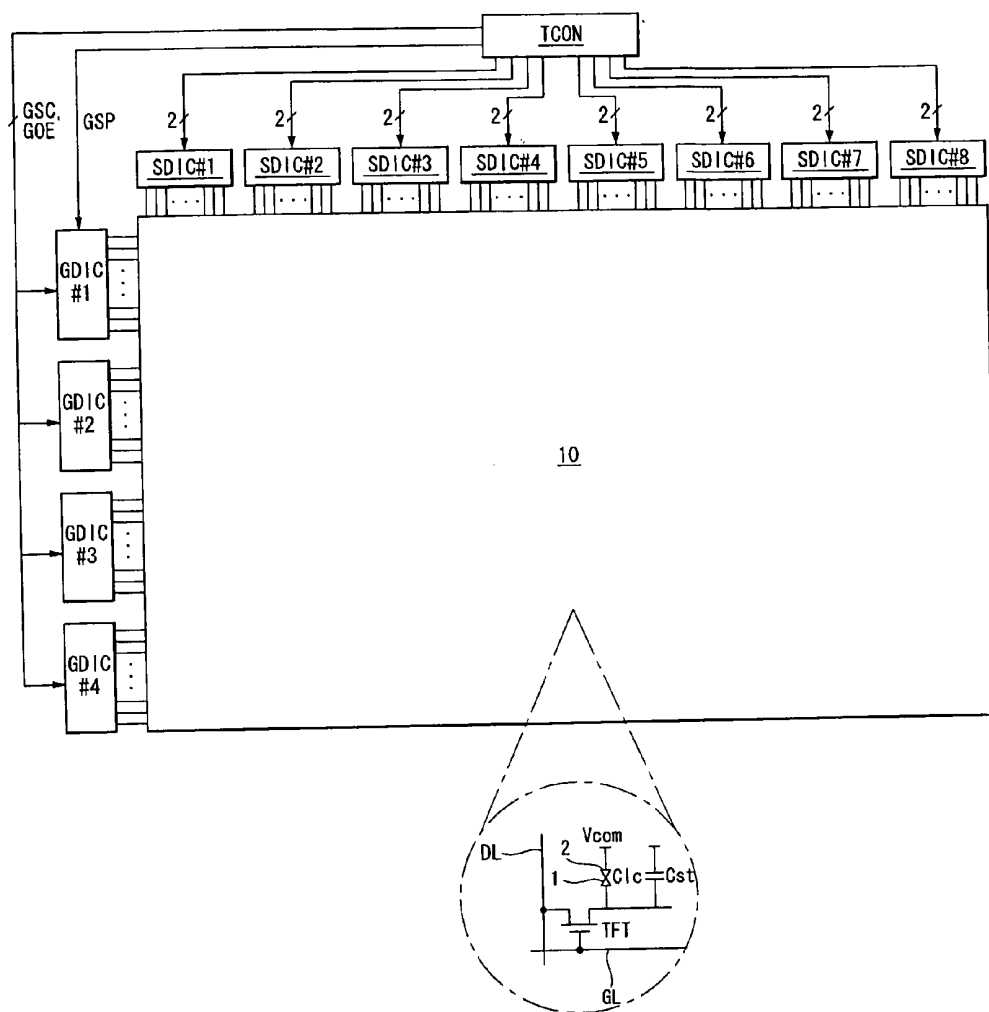 TCON
GSC,
GOE
GSP
2 2 2 2 2 2 2 2
SDIC#1 SDIC#2 SDIC#3 SDIC#4 SDIC#5 SDIC#6 SDIC#7 SDIC#8
GDIC
#1
GDIC
#2
10
GDIC
#3
GDIC
#4
Vcom
DL
2
1
Clc
Cst
TFT
GL